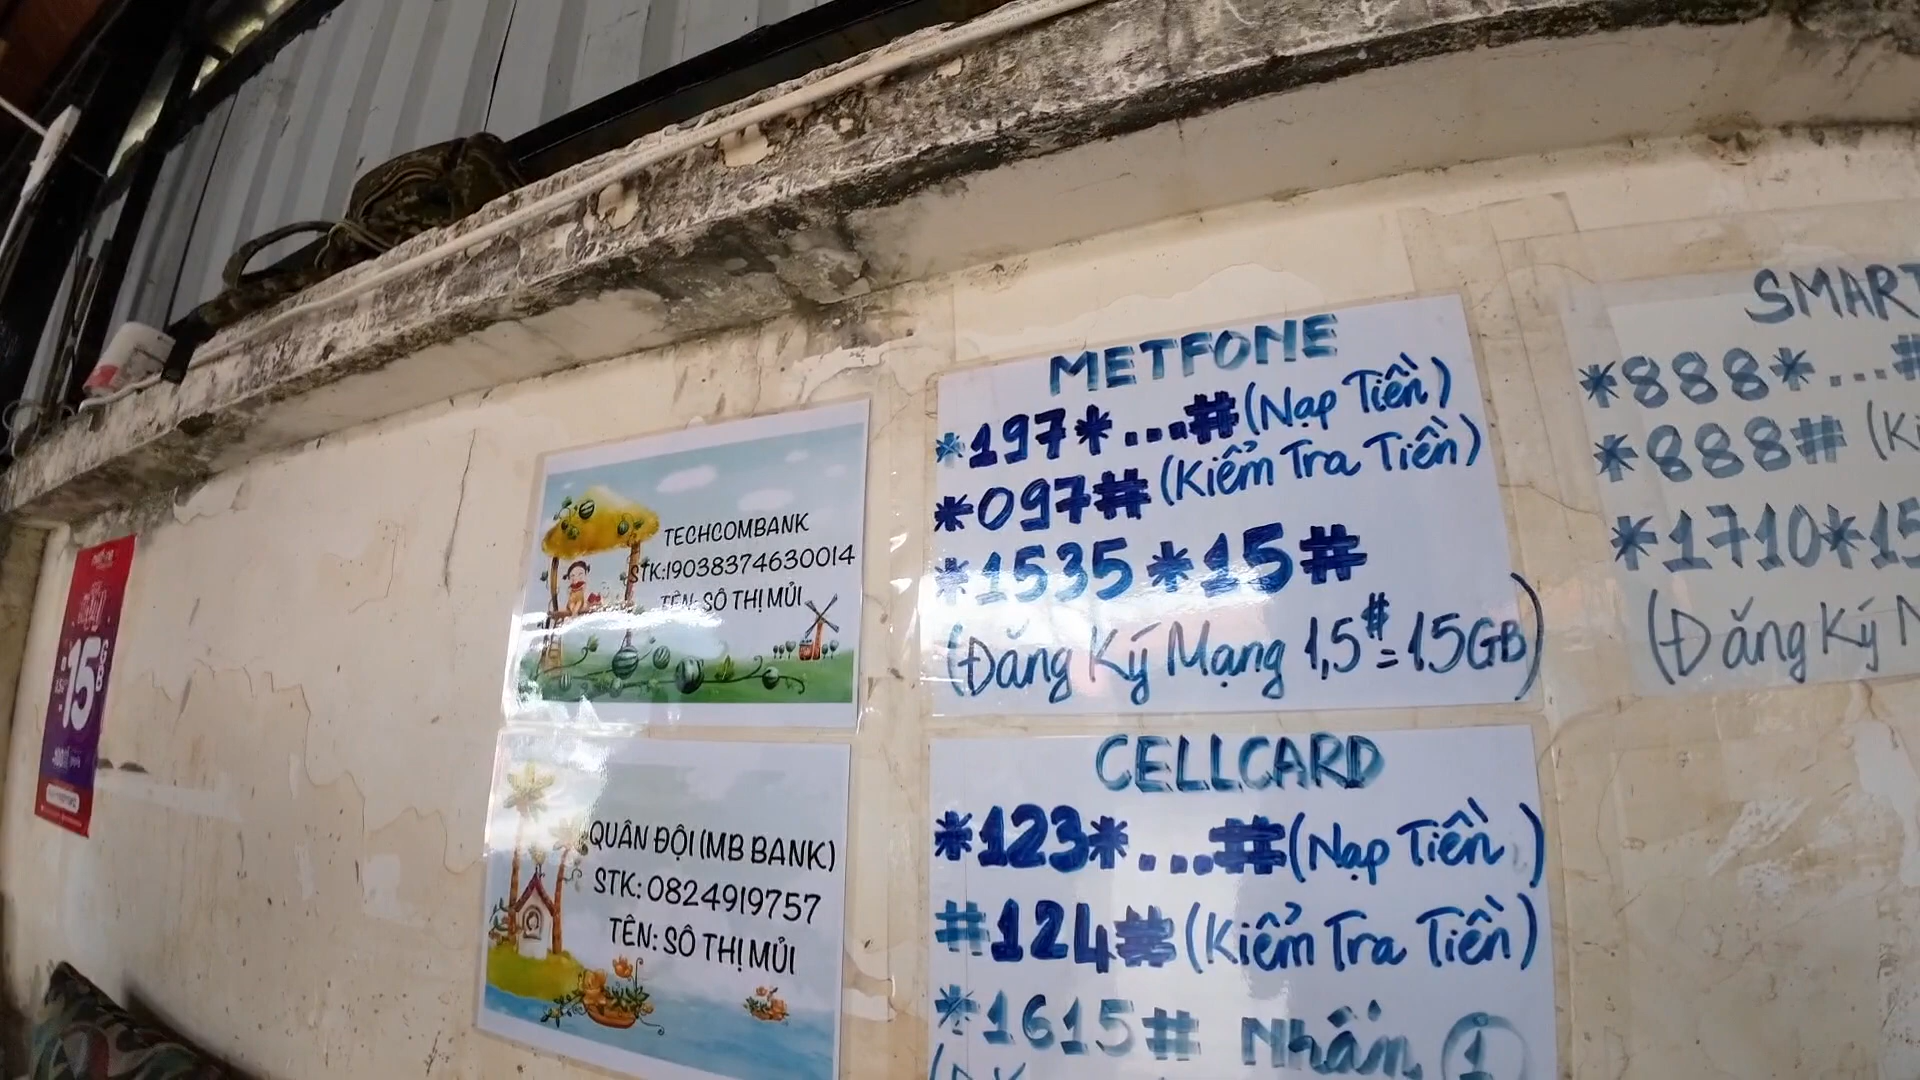 TECHCOMBANK
STK:19038374630014
TÊN: SÔ THỊ MỦI
QUÂN ĐỘI (MB BANK)
STK: 0824919757
TÊN: SÔ THỊ MỦI
METFONE
*197*...#(Nạp Tiền)
*097#(Kiểm Tra Tiền)
*1535*15#
(Đăng Ký Mạng 1,5#=15GB)
CELLCARD
*123*...#(Nạp Tiền)
#124#(Kiểm Tra Tiền)
*1615# Nhấn 1
SMART
*888*...#
*888#
*1710*15
(Đăng Ký
15GB